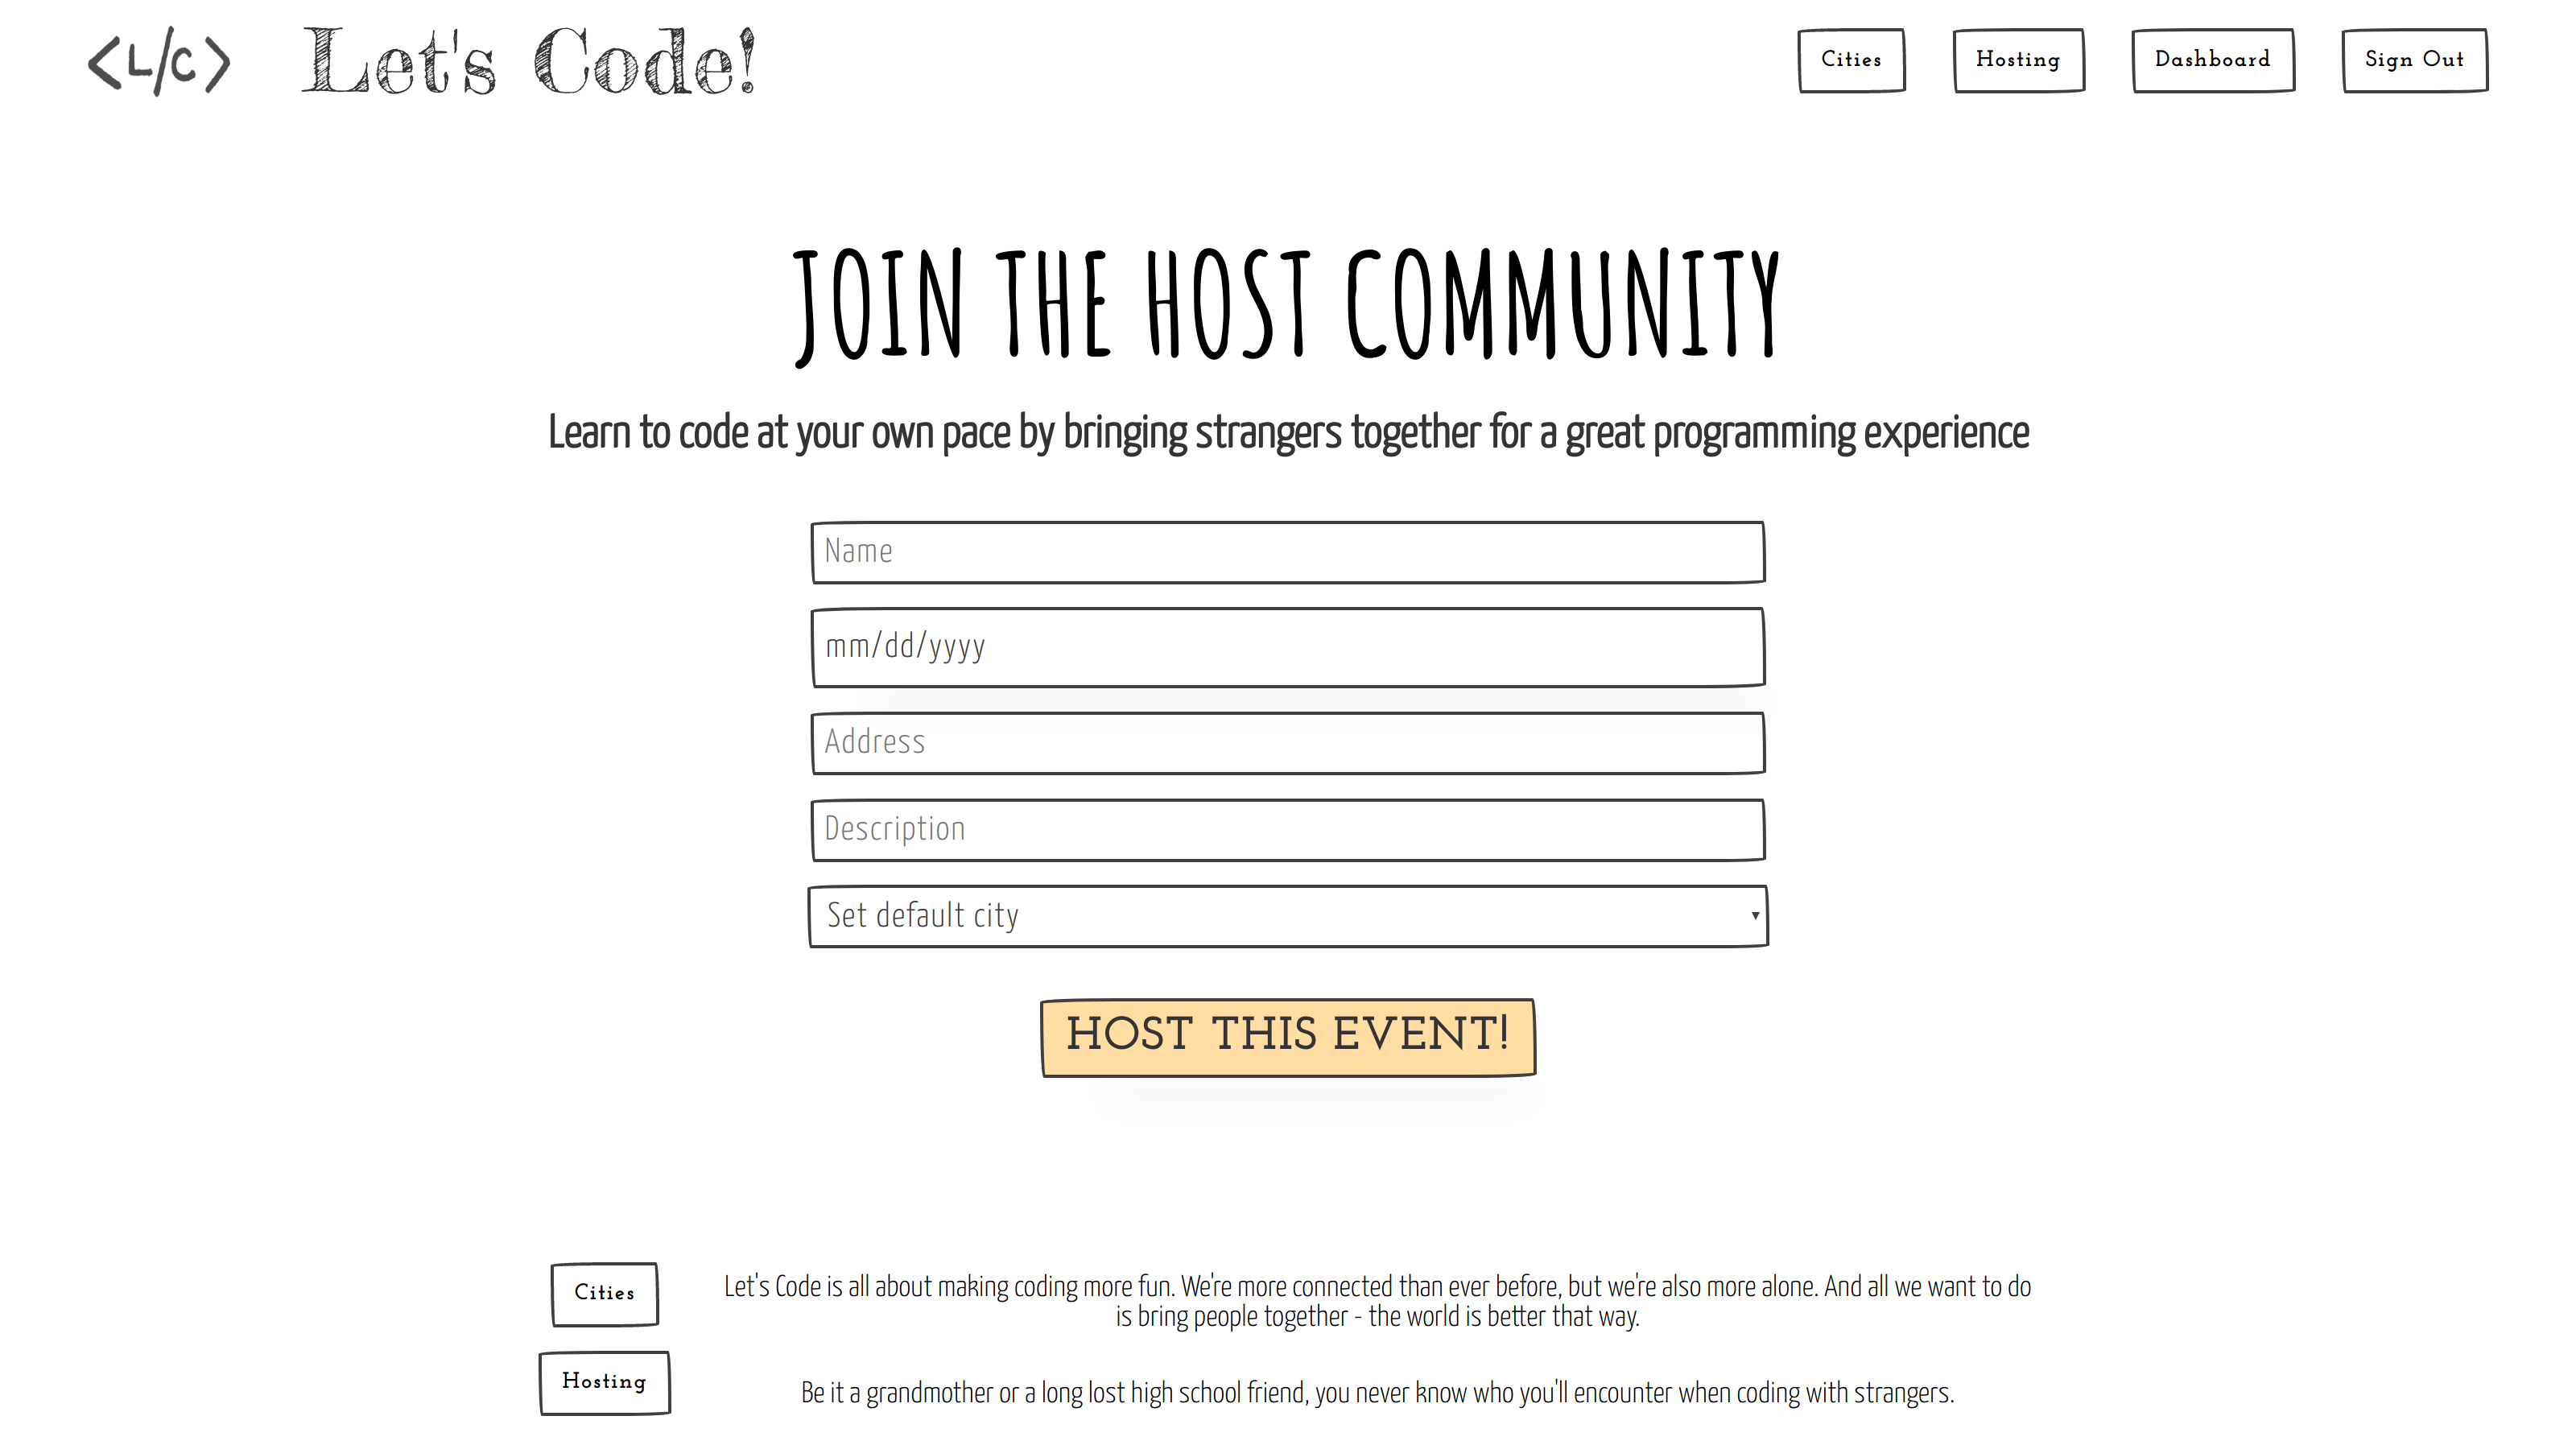 <L/C> Let's Code!
Cities Hosting Dashboard Sign Out
JOIN THE HOST COMMUNITY
Learn to code at your own pace by bringing strangers together for a great programming experience
Name
mm/dd/yyyy
Address
Description
Set default city
HOST THIS EVENT!
Cities
Hosting
Let's Code is all about making coding more fun. We're more connected than ever before, but we're also more alone. And all we want to do
is bring people together - the world is better that way.
Be it a grandmother or a long lost high school friend, you never know who you'll encounter when coding with strangers.